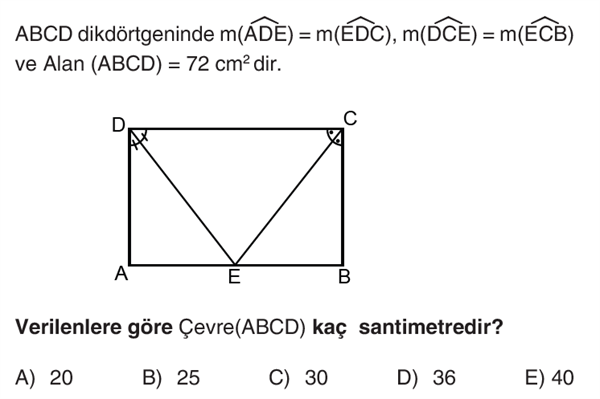 ABCD dikdörtgeninde m(ADE) = m(EDC), m(DCE) = m(ECB)
ve Alan (ABCD) = 72 cm² dir.
D C
A E B
Verilenlere göre Çevre(ABCD) kaç santimetredir?
A) 20 B) 25 C) 30 D) 36 E) 40